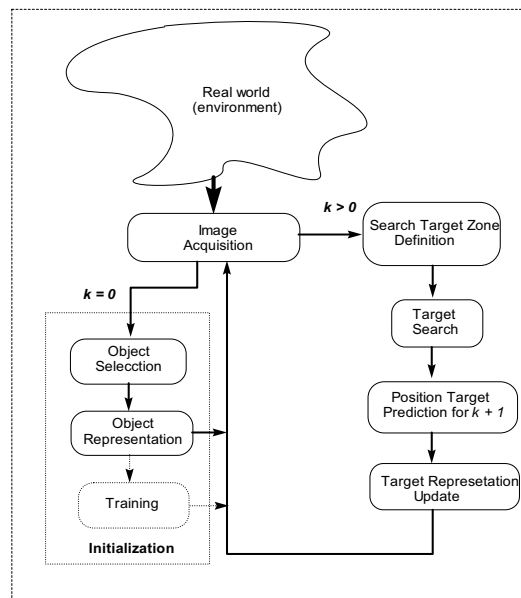 Real world
(environment)
k > 0
Image
Acquisition
Search Target Zone
Definition
k = 0
Target
Search
Object
Selecction
Position Target
Prediction for k + 1
Object
Representation
Target Represetation
Update
Training
Initialization